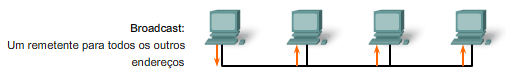 Broadcast:
Um remetente para todos os outros
endereços